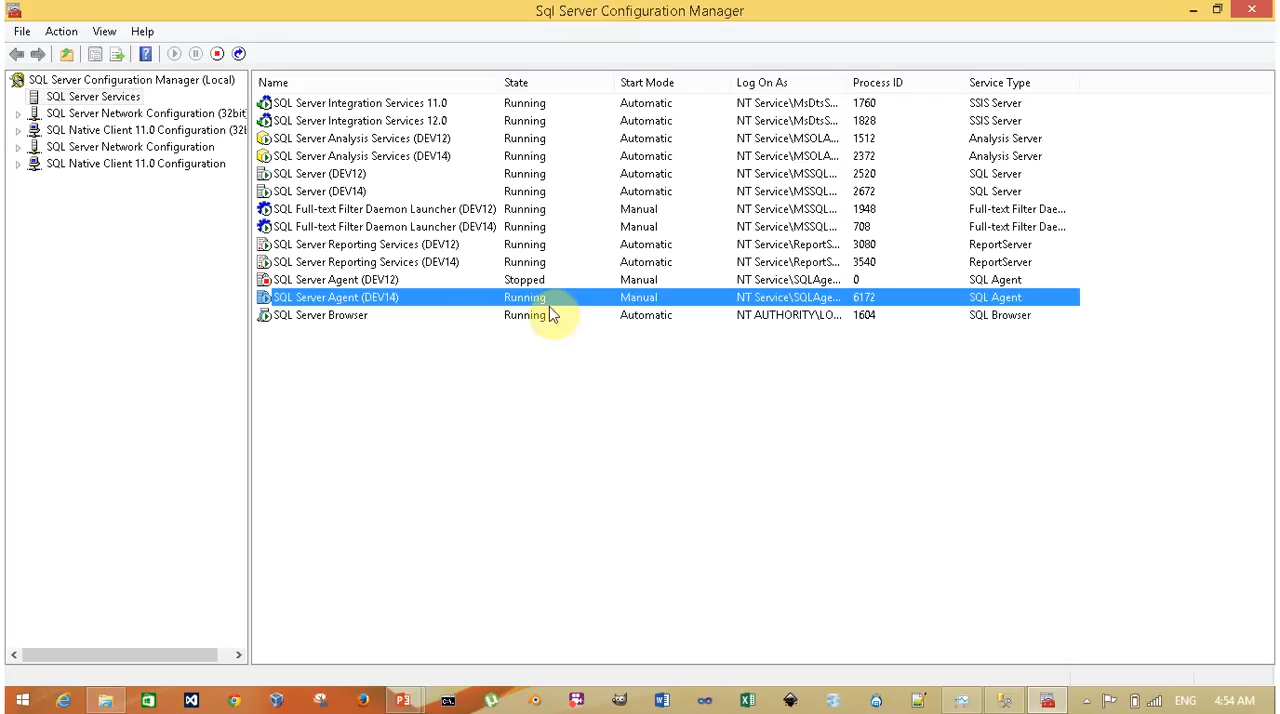 Sql Server Configuration Manager
File Action View Help
SQL Server Configuration Manager (Local)
SQL Server Services
SQL Server Network Configuration (32bit
SQL Native Client 11.0 Configuration (32b
SQL Server Network Configuration
SQL Native Client 11.0 Configuration
Name State Start Mode Log On As Process ID Service Type
SQL Server Integration Services 11.0 Running Automatic NT Service\MsDtsS... 1760 SSIS Server
SQL Server Integration Services 12.0 Running Automatic NT Service\MsDtsS... 1828 SSIS Server
SQL Server Analysis Services (DEV12) Running Automatic NT Service\MSOLA... 1512 Analysis Server
SQL Server Analysis Services (DEV14) Running Automatic NT Service\MSOLA... 2372 Analysis Server
SQL Server (DEV12) Running Automatic NT Service\MSSQL... 2520 SQL Server
SQL Server (DEV14) Running Automatic NT Service\MSSQL... 2672 SQL Server
SQL Full-text Filter Daemon Launcher (DEV12) Running Manual NT Service\MSSQL... 1948 Full-text Filter Dae...
SQL Full-text Filter Daemon Launcher (DEV14) Running Manual NT Service\MSSQL... 708 Full-text Filter Dae...
SQL Server Reporting Services (DEV12) Running Automatic NT Service\ReportS... 3080 ReportServer
SQL Server Reporting Services (DEV14) Running Automatic NT Service\ReportS... 3540 ReportServer
SQL Server Agent (DEV12) Stopped Manual NT Service\SQLAge... 0 SQL Agent
SQL Server Agent (DEV14) Running Manual NT Service\SQLAge... 6172 SQL Agent
SQL Server Browser Running Automatic NT AUTHORITY\LO... 1604 SQL Browser
ENG 4:54 AM